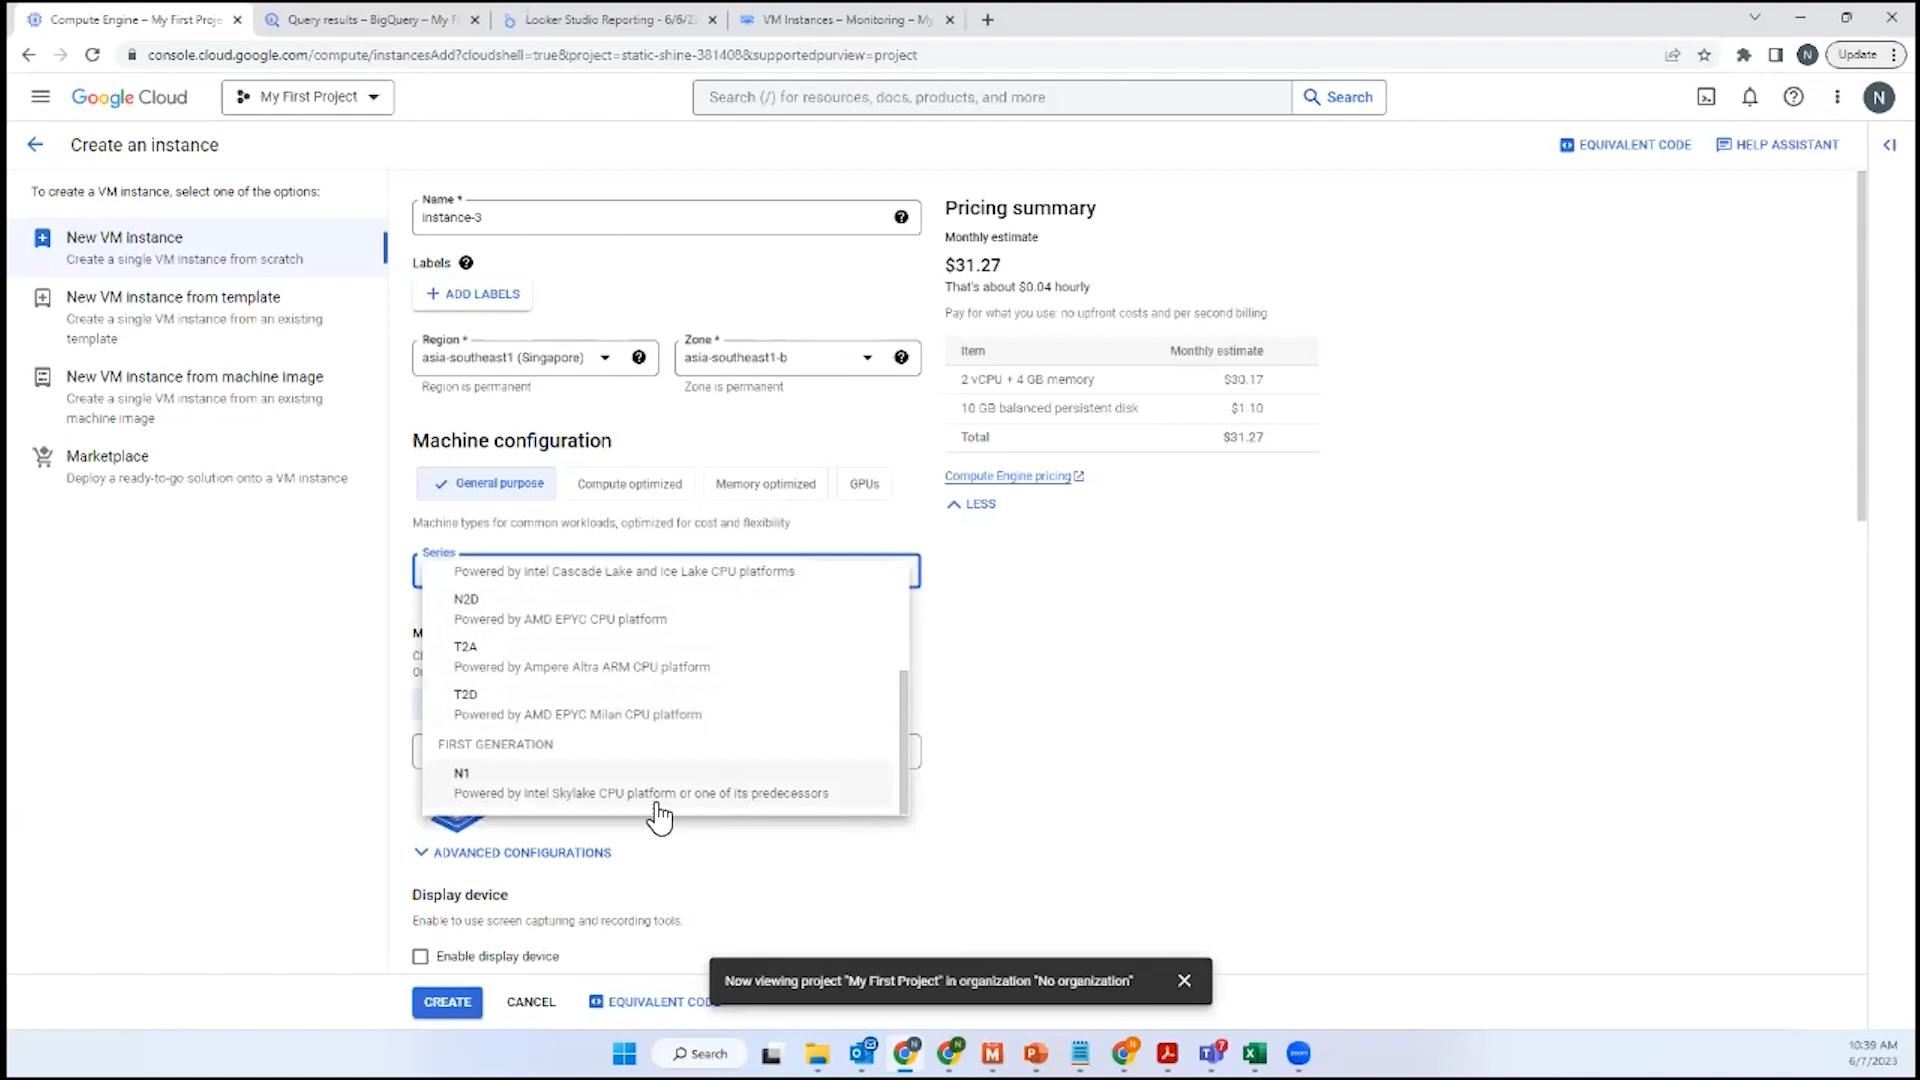 Compute Engine – My First Proje
Query results – BigQuery – My F
Looker Studio Reporting - 6/6/2
VM Instances – Monitoring – My
console.cloud.google.com/compute/instancesAdd?cloudshell=true&project=static-shine-381408&supportedpurview=project
N
Update
Google Cloud
My First Project
Search (/) for resources, docs, products, and more
Search
N
Create an instance
EQUIVALENT CODE
HELP ASSISTANT
To create a VM instance, select one of the options:
New VM instance
Create a single VM instance from scratch
New VM instance from template
Create a single VM instance from an existing
template
New VM instance from machine image
Create a single VM instance from an existing
machine image
Marketplace
Deploy a ready-to-go solution onto a VM instance
Name *
instance-3
Labels
+ ADD LABELS
Region *
asia-southeast1 (Singapore)
Region is permanent
Zone *
asia-southeast1-b
Zone is permanent
Machine configuration
General purpose
Compute optimized
Memory optimized
GPUs
Machine types for common workloads, optimized for cost and flexibility
Series
Powered by Intel Cascade Lake and Ice Lake CPU platforms
N2D
Powered by AMD EPYC CPU platform
T2A
Powered by Ampere Altra ARM CPU platform
T2D
Powered by AMD EPYC Milan CPU platform
FIRST GENERATION
N1
Powered by Intel Skylake CPU platform or one of its predecessors
ADVANCED CONFIGURATIONS
Display device
Enable to use screen capturing and recording tools.
Enable display device
CREATE
CANCEL
EQUIVALENT COD
Pricing summary
Monthly estimate
$31.27
That's about $0.04 hourly
Pay for what you use: no upfront costs and per second billing
Item Monthly estimate
2 vCPU + 4 GB memory $30.17
10 GB balanced persistent disk $1.10
Total $31.27
Compute Engine pricing
LESS
Now viewing project "My First Project" in organization "No organization"
Search
10:39 AM
6/7/2023